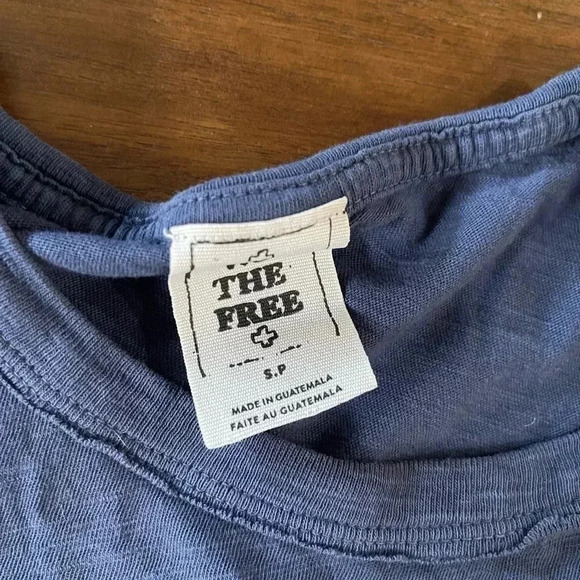 THE
FREE
S.P
MADE IN GUATEMALA
FAITE AU GUATEMALA